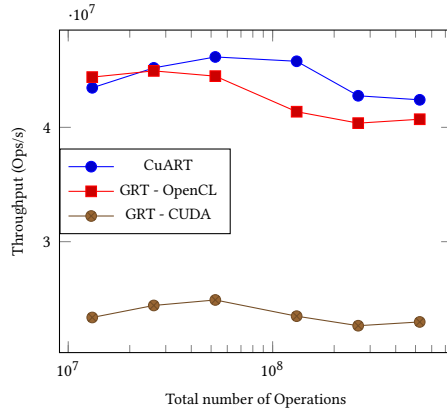 ·10⁷
4
3
Throughput (Ops/s)
CuART
GRT - OpenCL
GRT - CUDA
10⁷
10⁸
Total number of Operations